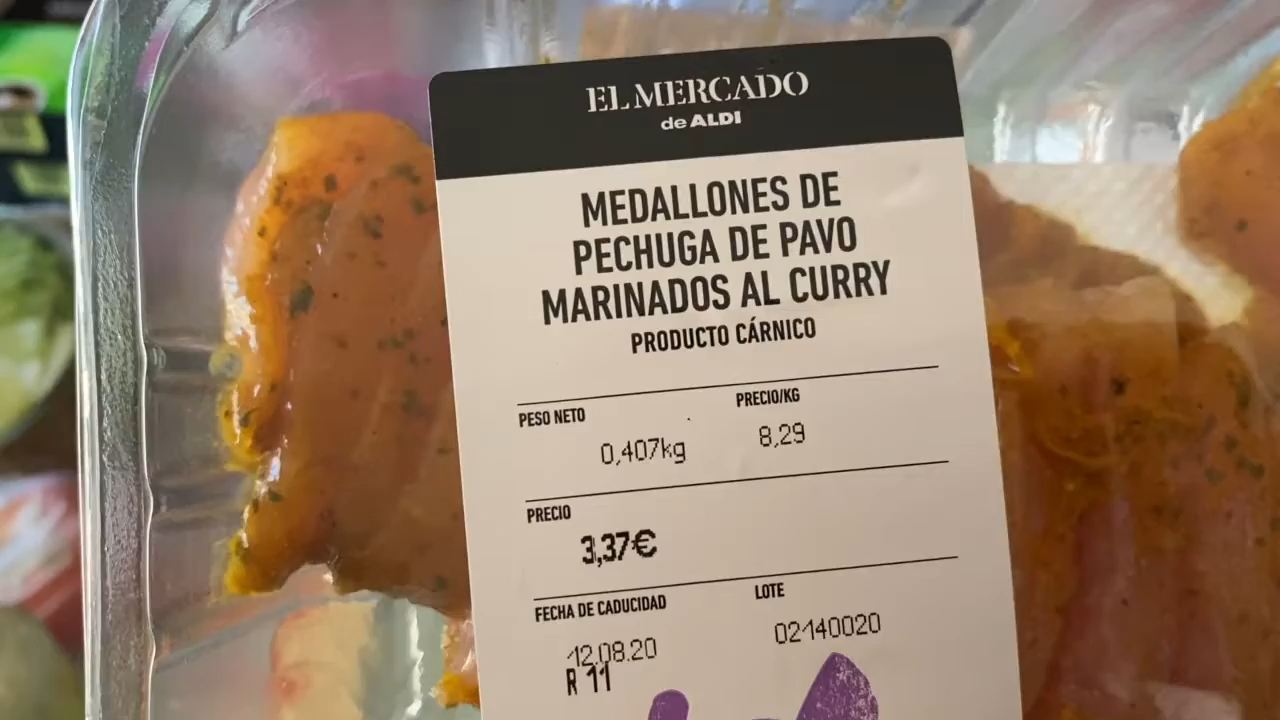 EL MERCADO
de ALDI
MEDALLONES DE
PECHUGA DE PAVO
MARINADOS AL CURRY
PRODUCTO CÁRNICO
PESO NETO PRECIO/KG
0,407kg 8,29
PRECIO
3,37€
FECHA DE CADUCIDAD LOTE
12.08.20 02140020
R 11